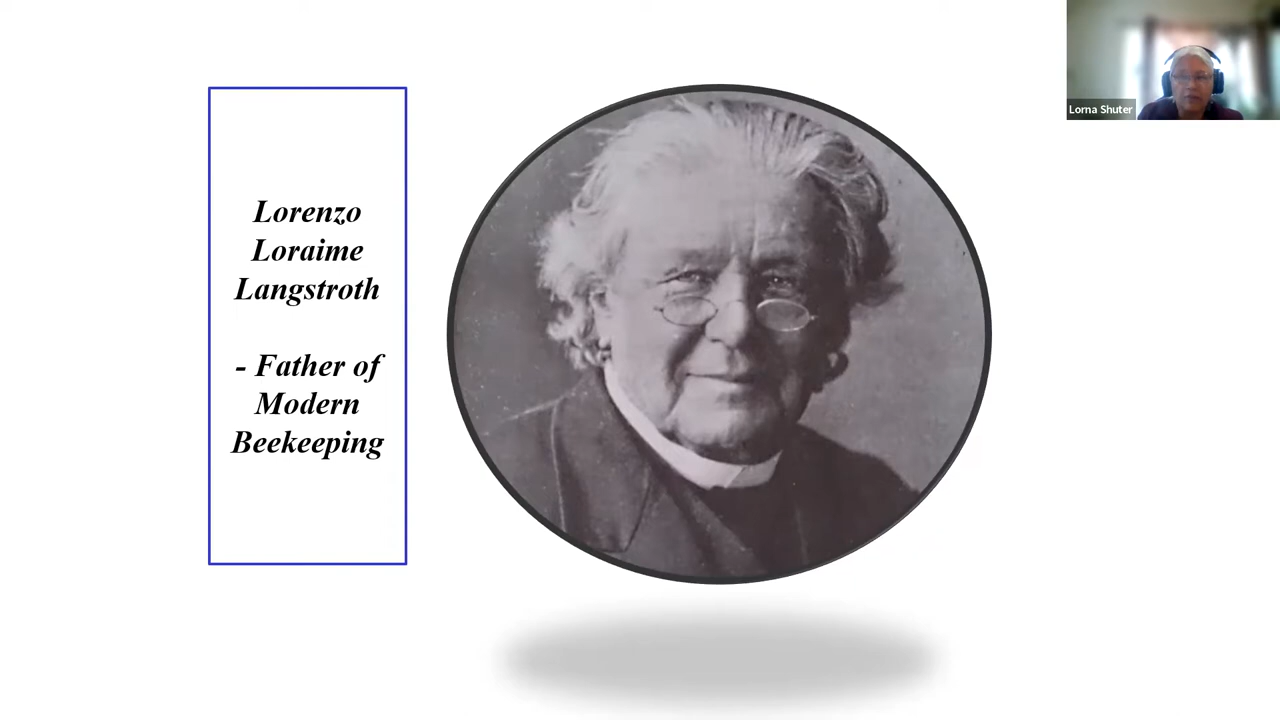 Lorenzo
Loraime
Langstroth
- Father of
Modern
Beekeeping
Lorna Shuter